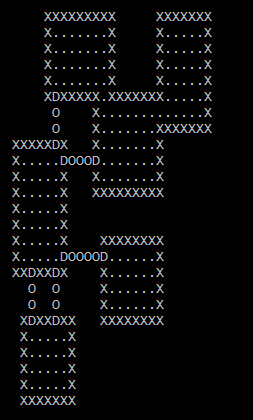 XXXXXXXXX     XXXXXXX
     X.......X     X.....X
     X.......X     X.....X
     X.......X     X.....X
     X.......X     X.....X
     XDXXXXX.XXXXXXX.....X
      O    X.............X
      O    X.......XXXXXXX
 XXXXXDX   X.......X
 X.....DOOOD.......X
 X.....X   X.......X
 X.....X   XXXXXXXXX
 X.....X
 X.....X
 X.....X    XXXXXXXX
 X.....DOOOOD......X
 XXDXXDX    X......X
   O  O     X......X
   O  O     X......X
  XDXXDXX   XXXXXXXX
  X.....X
  X.....X
  X.....X
  X.....X
  XXXXXXX